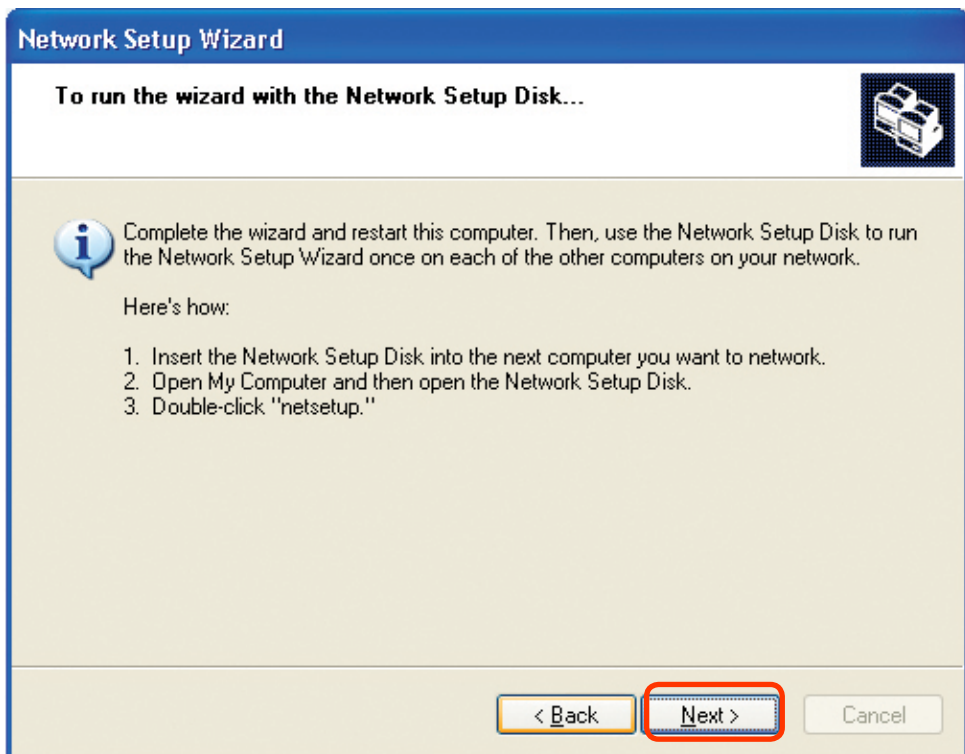 Network Setup Wizard
To run the wizard with the Network Setup Disk...
Complete the wizard and restart this computer. Then, use the Network Setup Disk to run
the Network Setup Wizard once on each of the other computers on your network.
Here's how:
1. Insert the Network Setup Disk into the next computer you want to network.
2. Open My Computer and then open the Network Setup Disk.
3. Double-click "netsetup."
< Back Next > Cancel